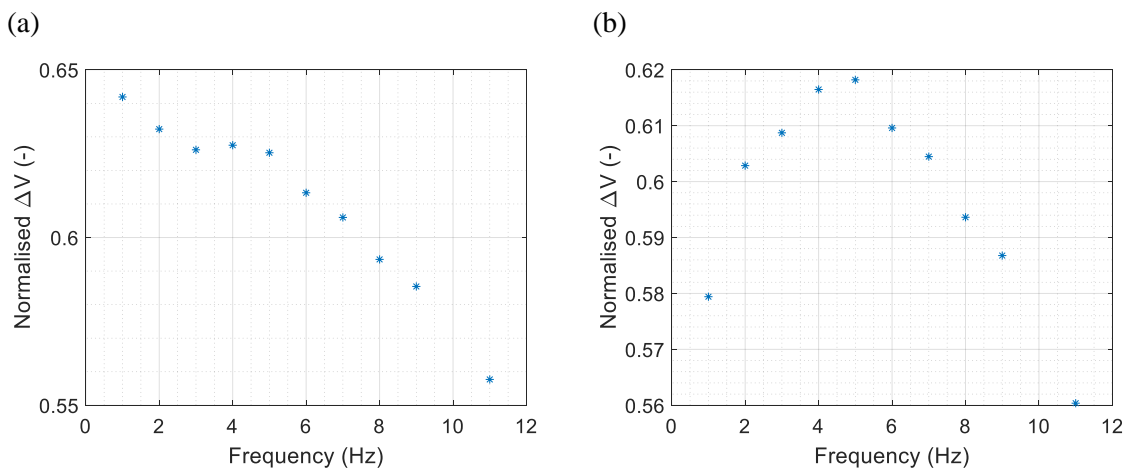 (a)
(b)
0.65
0.6
0.55
Normalised ΔV (-)
0 2 4 6 8 10 12
Frequency (Hz)
0.62
0.61
0.6
0.59
0.58
0.57
0.56
Normalised ΔV (-)
0 2 4 6 8 10 12
Frequency (Hz)